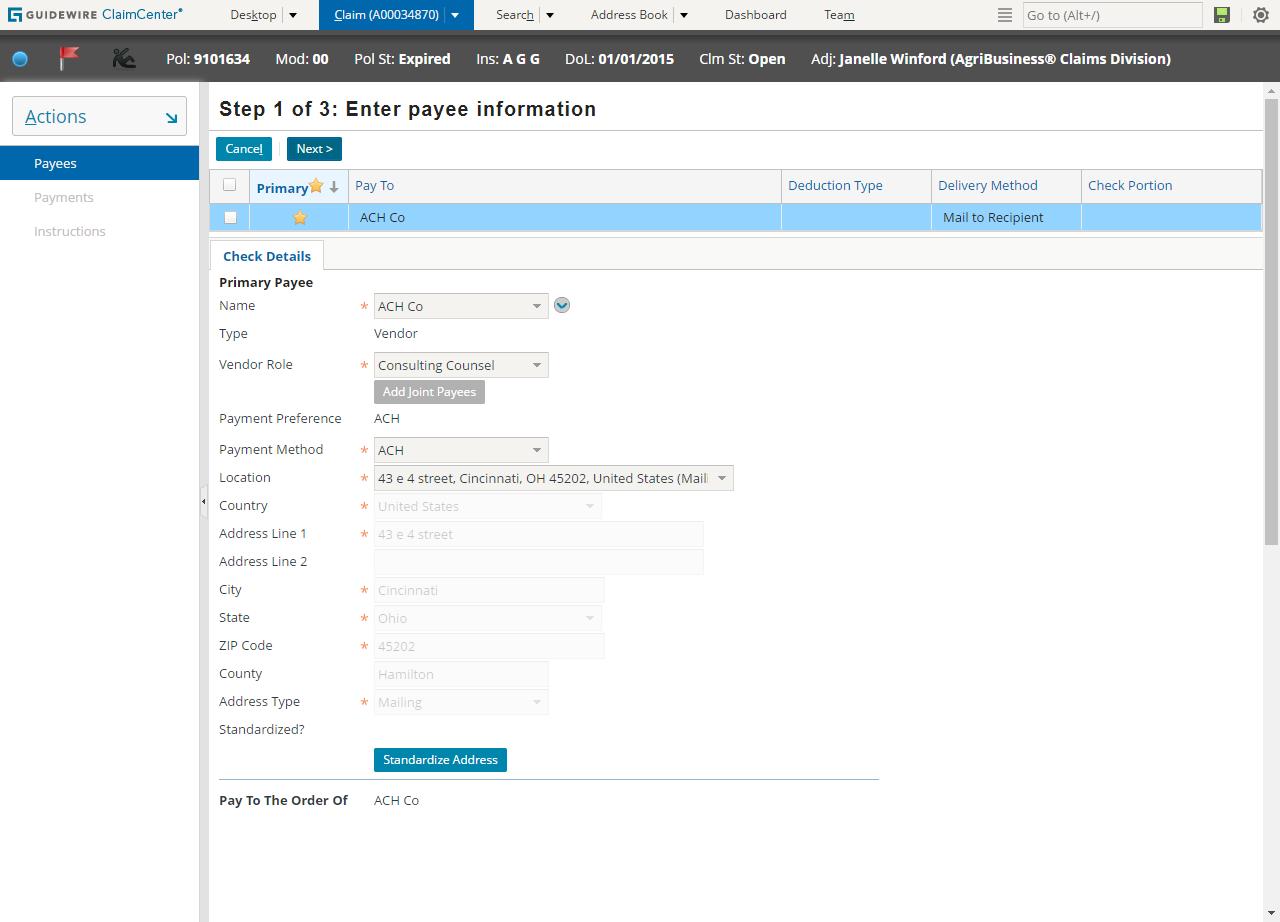 GUIDEWIRE ClaimCenter® Desktop Claim (A00034870) Search Address Book Dashboard Team Go to (Alt+/)
Pol: 9101634 Mod: 00 Pol St: Expired Ins: A G G DoL: 01/01/2015 Clm St: Open Adj: Janelle Winford (AgriBusiness® Claims Division)
Actions
Payees
Payments
Instructions
Step 1 of 3: Enter payee information
Cancel Next >
Primary Pay To Deduction Type Delivery Method Check Portion
ACH Co Mail to Recipient
Check Details
Primary Payee
Name * ACH Co
Type Vendor
Vendor Role * Consulting Counsel
Add Joint Payees
Payment Preference ACH
Payment Method * ACH
Location * 43 e 4 street, Cincinnati, OH 45202, United States (Mail
Country * United States
Address Line 1 * 43 e 4 street
Address Line 2
City * Cincinnati
State * Ohio
ZIP Code * 45202
County Hamilton
Address Type * Mailing
Standardized?
Standardize Address
Pay To The Order Of ACH Co